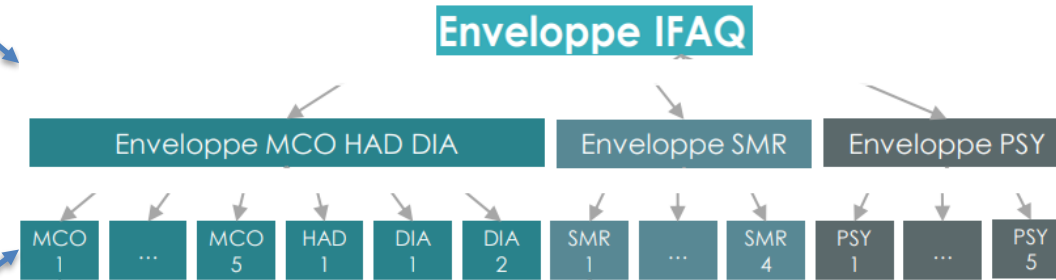 Enveloppe IFAQ
Enveloppe MCO HAD DIA
Enveloppe SMR
Enveloppe PSY
MCO
1
...
MCO
5
HAD
1
DIA
1
DIA
2
SMR
1
...
SMR
4
PSY
1
...
PSY
5